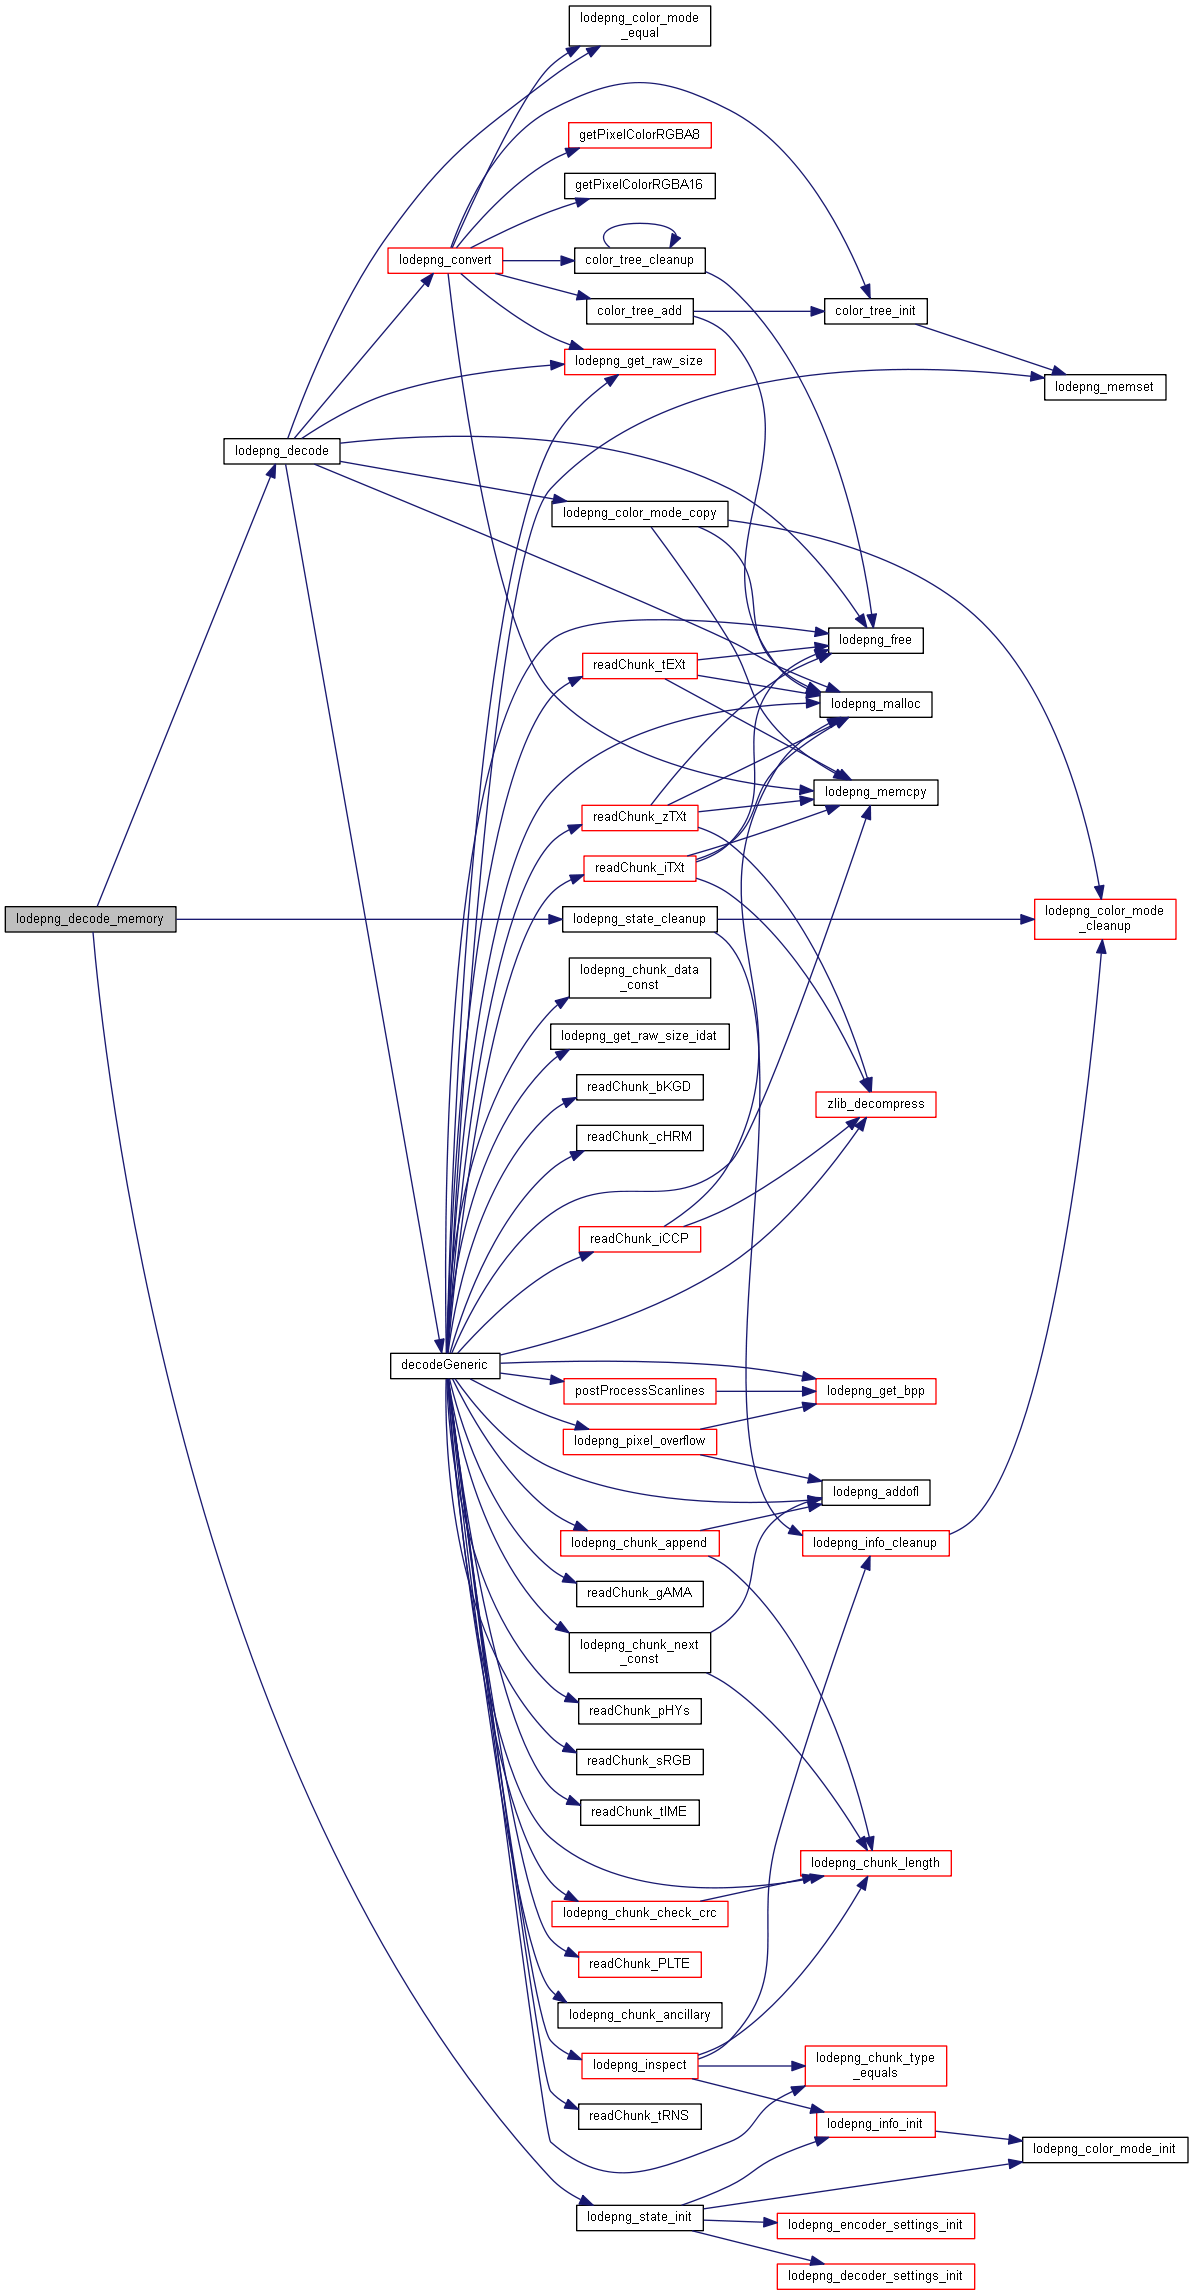 lodepng_color_mode
_equal
getPixelColorRGBA8
getPixelColorRGBA16
lodepng_convert
color_tree_cleanup
color_tree_add
color_tree_init
lodepng_get_raw_size
lodepng_memset
lodepng_decode
lodepng_color_mode_copy
lodepng_free
readChunk_tEXt
lodepng_malloc
lodepng_memcpy
readChunk_zTXt
readChunk_iTXt
lodepng_decode_memory
lodepng_state_cleanup
lodepng_color_mode
_cleanup
lodepng_chunk_data
_const
lodepng_get_raw_size_idat
readChunk_bKGD
zlib_decompress
readChunk_cHRM
readChunk_iCCP
decodeGeneric
postProcessScanlines
lodepng_get_bpp
lodepng_pixel_overflow
lodepng_addofl
lodepng_chunk_append
lodepng_info_cleanup
readChunk_gAMA
lodepng_chunk_next
_const
readChunk_pHYs
readChunk_sRGB
readChunk_tIME
lodepng_chunk_length
lodepng_chunk_check_crc
readChunk_PLTE
lodepng_chunk_ancillary
lodepng_inspect
lodepng_chunk_type
_equals
readChunk_tRNS
lodepng_info_init
lodepng_color_mode_init
lodepng_state_init
lodepng_encoder_settings_init
lodepng_decoder_settings_init